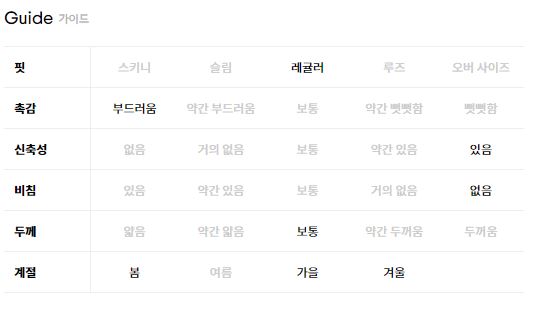 Guide 가이드
핏 스키니 슬림 레귤러 루즈 오버 사이즈
촉감 부드러움 약간 부드러움 보통 약간 뻣뻣함 뻣뻣함
신축성 없음 거의 없음 보통 약간 있음 있음
비침 있음 약간 있음 보통 거의 없음 없음
두께 얇음 약간 얇음 보통 약간 두꺼움 두꺼움
계절 봄 여름 가을 겨울